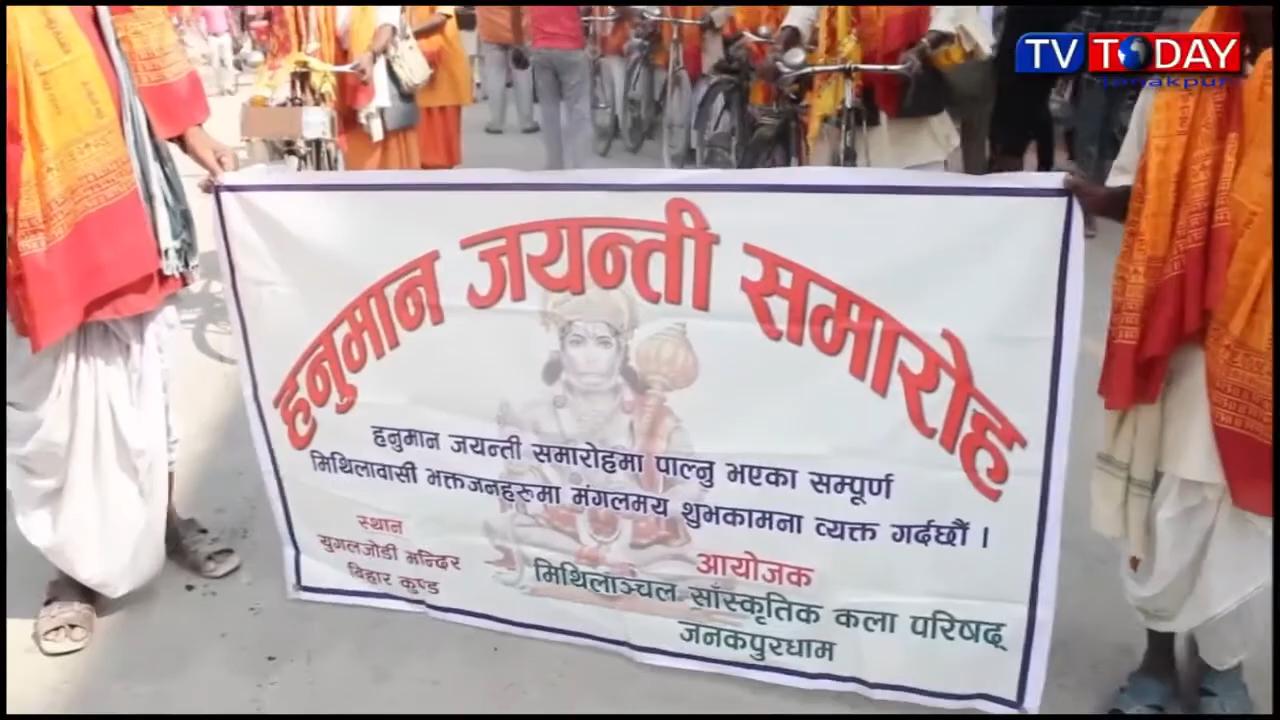 TV TODAY
Janakpur
हनुमान जयन्ती समारोह
हनुमान जयन्ती समारोहमा पाल्नु भएका सम्पूर्ण
मिथिलावासी भक्तजनहरुमा मंगलमय शुभकामना व्यक्त गर्दछौं ।
स्थान
युगलजोडी मन्दिर
बिहार कुण्ड
आयोजक
मिथिलाञ्चल साँस्कृतिक कला परिषद्
जनकपुरधाम